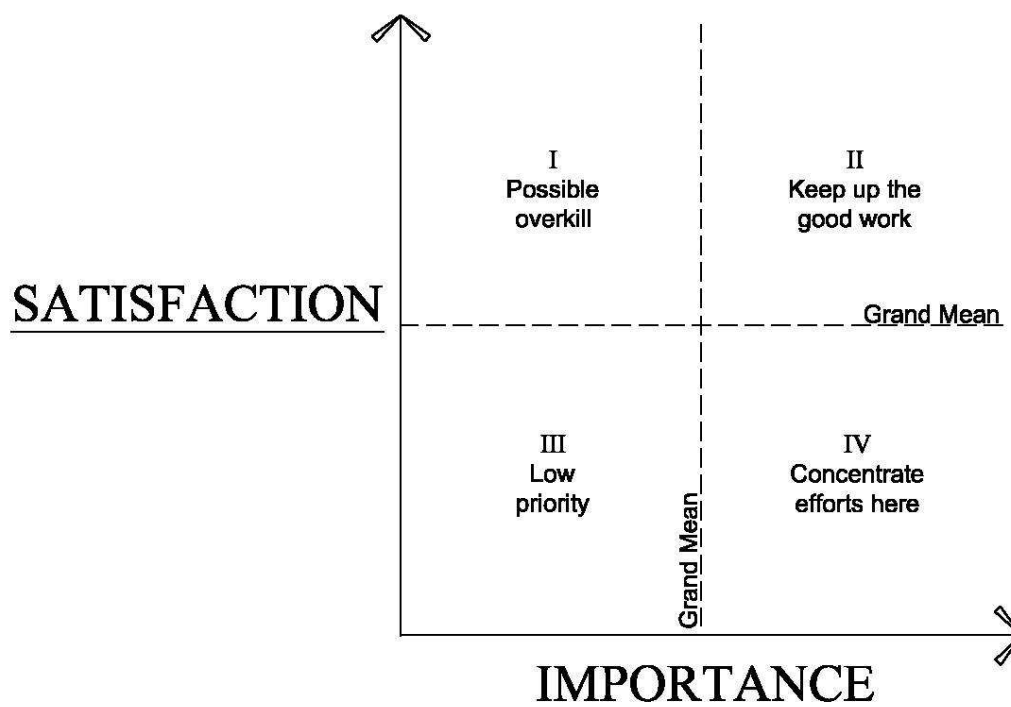 I
Possible
overkill
II
Keep up the
good work
SATISFACTION
Grand Mean
III
Low
priority
IV
Concentrate
efforts here
Grand Mean
IMPORTANCE